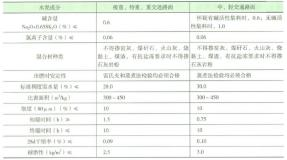 水泥成分 特重、重交通路面 中、轻交通路面
碱含量 Na₂O+0.658K₂O（%）≤ 0.6 怀疑有碱活性集料时，0.6；无碱活性集料时，1.0
氯离子含量（%）≤ 0.06 0.06
混合材种类 不得掺窑灰、煤矸石、火山灰、烧黏土、煤渣，有抗盐冻要求时不得掺石灰石粉 不得掺窑灰、煤矸石、火山灰、烧黏土、煤渣，有抗盐冻要求时不得掺石灰石粉
出磨时安定性 雷氏夹和蒸煮法检验均必须合格 蒸煮法检验必须合格
标准稠度需水量（%）≤ 28.0 30.0
比表面积（m²/kg） 300～450 300～450
细度（80μm）（%）≤ 10 10
初凝时间（h）≥ 1.5 0.75
终凝时间（h）≤ 10 10
28d干缩率（%）≤ 0.09 0.10
耐磨性（kg/m²）≤ 2.5 3.0